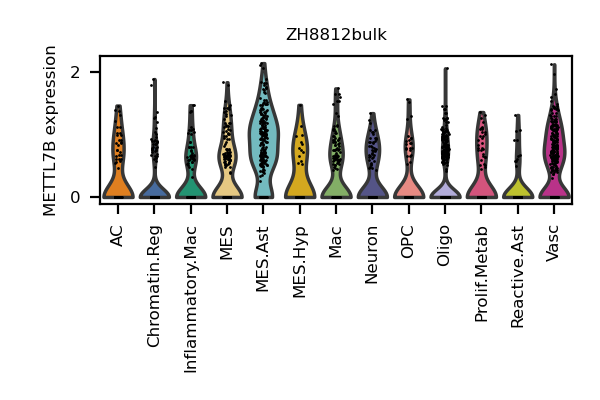 ZH8812bulk
METTL7B expression
2
0
AC
Chromatin.Reg
Inflammatory.Mac
MES
MES.Ast
MES.Hyp
Mac
Neuron
OPC
Oligo
Prolif.Metab
Reactive.Ast
Vasc